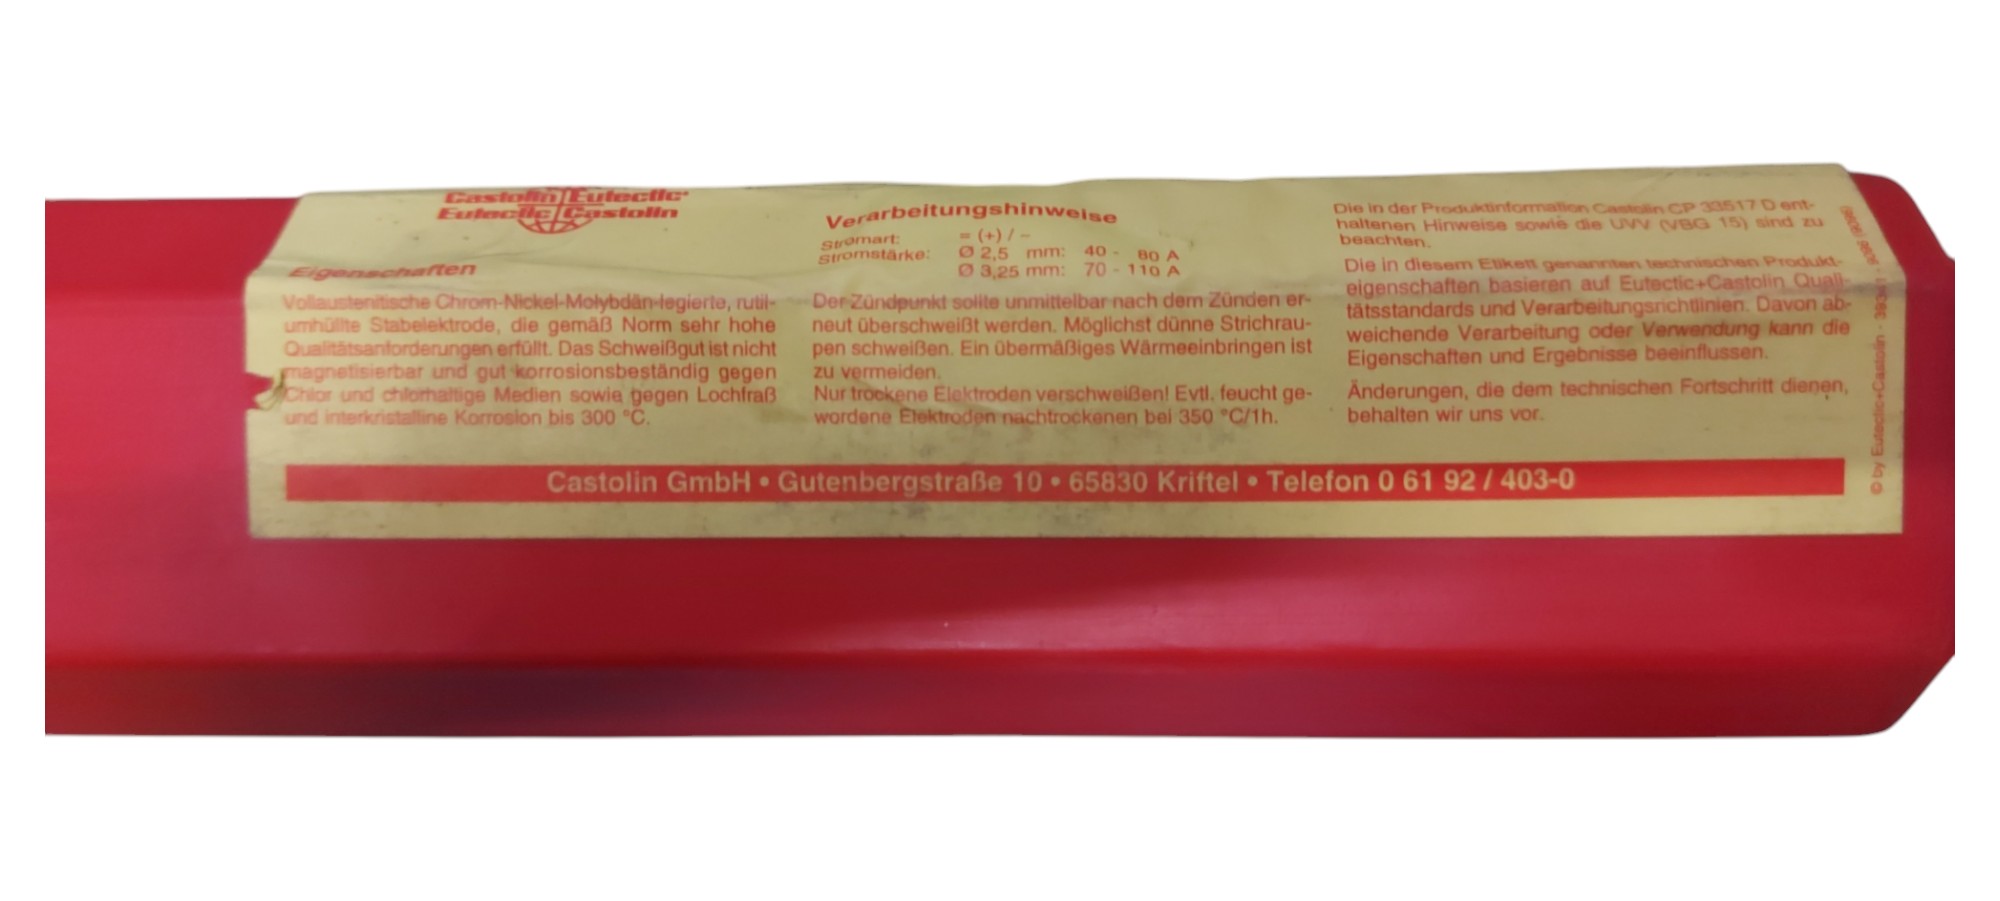 Castolin Eutectic®
Eutectic Castolin
Eigenschaften
Vollaustenitische Chrom-Nickel-Molybdän-legierte, rutil-
umhüllte Stabelektrode, die gemäß Norm sehr hohe
Qualitätsanforderungen erfüllt. Das Schweißgut ist nicht
magnetisierbar und gut korrosionsbeständig gegen
Chlor und chlorhaltige Medien sowie gegen Lochfraß
und interkristalline Korrosion bis 300 °C.
Verarbeitungshinweise
Stromart: = (+) / ~
Stromstärke: Ø 2,5 mm: 40 - 80 A
Ø 3,25 mm: 70 - 110 A
Der Zündpunkt sollte unmittelbar nach dem Zünden er-
neut überschweißt werden. Möglichst dünne Strichrau-
pen schweißen. Ein übermäßiges Wärmeeinbringen ist
zu vermeiden.
Nur trockene Elektroden verschweißen! Evtl. feucht ge-
wordene Elektroden nachtrockenen bei 350 °C/1h.
Die in der Produktinformation Castolin CP 33517 D ent-
haltenen Hinweise sowie die UVV (VBG 15) sind zu
beachten.
Die in diesem Etikett genannten technischen Produkt-
eigenschaften basieren auf Eutectic+Castolin Quali-
tätsstandards und Verarbeitungsrichtlinien. Davon ab-
weichende Verarbeitung oder Verwendung kann die
Eigenschaften und Ergebnisse beeinflussen.
Änderungen, die dem technischen Fortschritt dienen,
behalten wir uns vor.
Castolin GmbH • Gutenbergstraße 10 • 65830 Kriftel • Telefon 0 61 92 / 403-0
© by Eutectic+Castolin